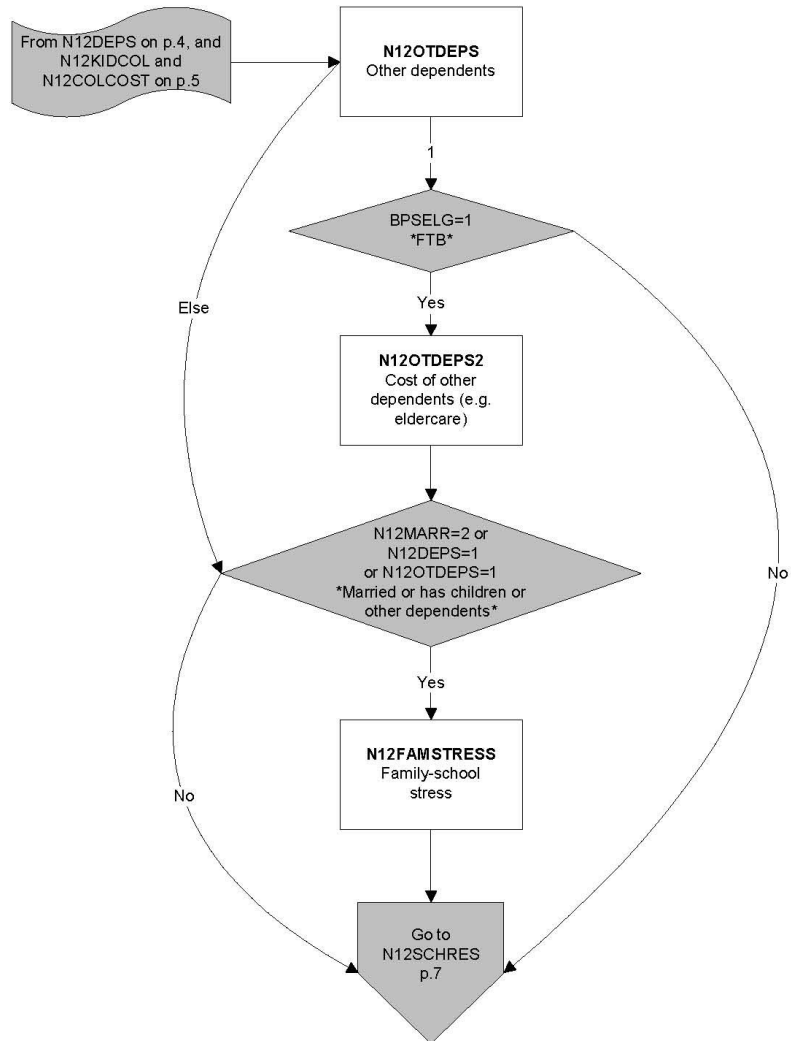 From N12DEPS on p.4, and
N12KIDCOL and
N12COLCOST on p.5
N12OTDEPS
Other dependents
1
BPSELG=1
*FTB*
Else
Yes
N12OTDEPS2
Cost of other
dependents (e.g.
eldercare)
N12MARR=2 or
N12DEPS=1
or N12OTDEPS=1
*Married or has children or
other dependents*
No
Yes
N12FAMSTRESS
Family-school
stress
No
Go to
N12SCHRES
p.7